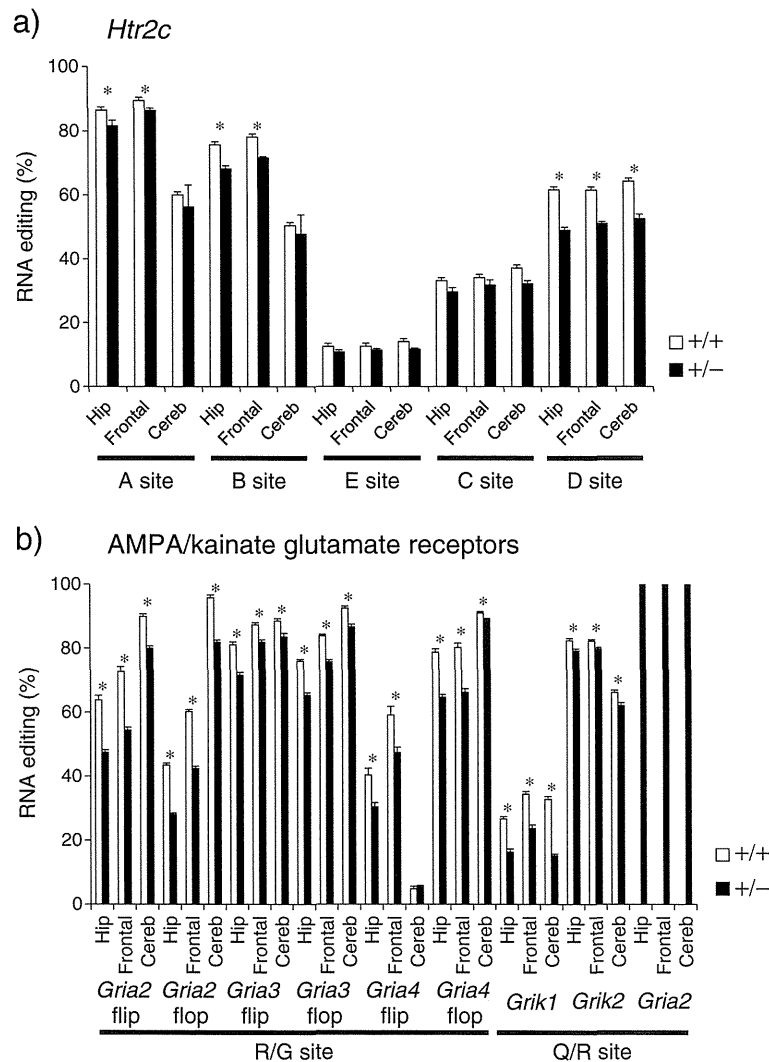 a) Htr2c
RNA editing (%)
100
80
60
40
20
0
* * * * * * *
Hip Frontal Cereb Hip Frontal Cereb Hip Frontal Cereb Hip Frontal Cereb Hip Frontal Cereb
A site B site E site C site D site
+/+
+/−
b) AMPA/kainate glutamate receptors
RNA editing (%)
100
80
60
40
20
0
* * * * * * * * * * * * * * * * * * * * * * *
Hip Frontal Cereb Hip Frontal Cereb Hip Frontal Cereb Hip Frontal Cereb Hip Frontal Cereb Hip Frontal Cereb Hip Frontal Cereb Hip Frontal Cereb Hip Frontal Cereb
Gria2 Gria2 Gria3 Gria3 Gria4 Gria4 Grik1 Grik2 Gria2
flip flop flip flop flip flop
R/G site Q/R site
+/+
+/−